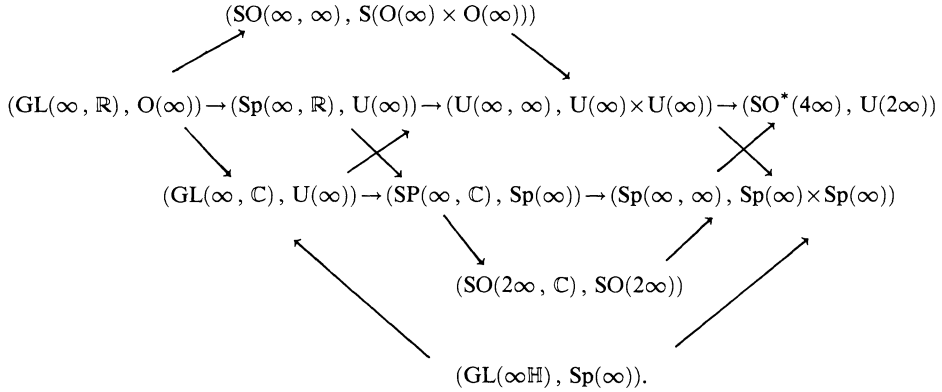 (SO(∞, ∞), S(O(∞) × O(∞)))
(GL(∞, ℝ), O(∞)) → (Sp(∞, ℝ), U(∞)) → (U(∞, ∞), U(∞) × U(∞)) → (SO*(4∞), U(2∞))
(GL(∞, ℂ), U(∞)) → (SP(∞, ℂ), Sp(∞)) → (Sp(∞, ∞), Sp(∞) × Sp(∞))
(SO(2∞, ℂ), SO(2∞))
(GL(∞ℍ), Sp(∞)).